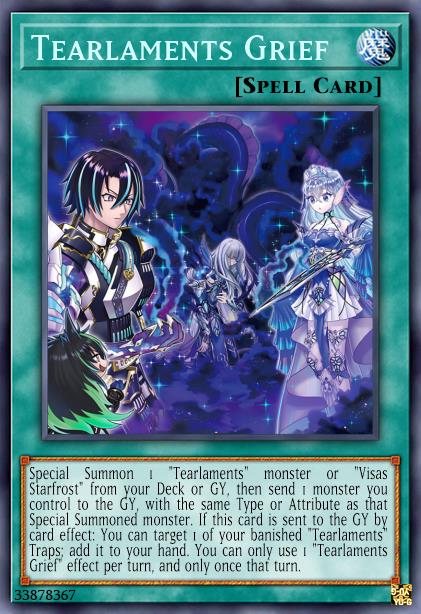 TEARLAMENTS GRIEF
魔
[SPELL CARD]
Special Summon 1 "Tearlaments" monster or "Visas
Starfrost" from your Deck or GY, then send 1 monster you
control to the GY, with the same Type or Attribute as that
Special Summoned monster. If this card is sent to the GY by
card effect: You can target 1 of your banished "Tearlaments"
Traps; add it to your hand. You can only use 1 "Tearlaments
Grief" effect per turn, and only once that turn.
33878367